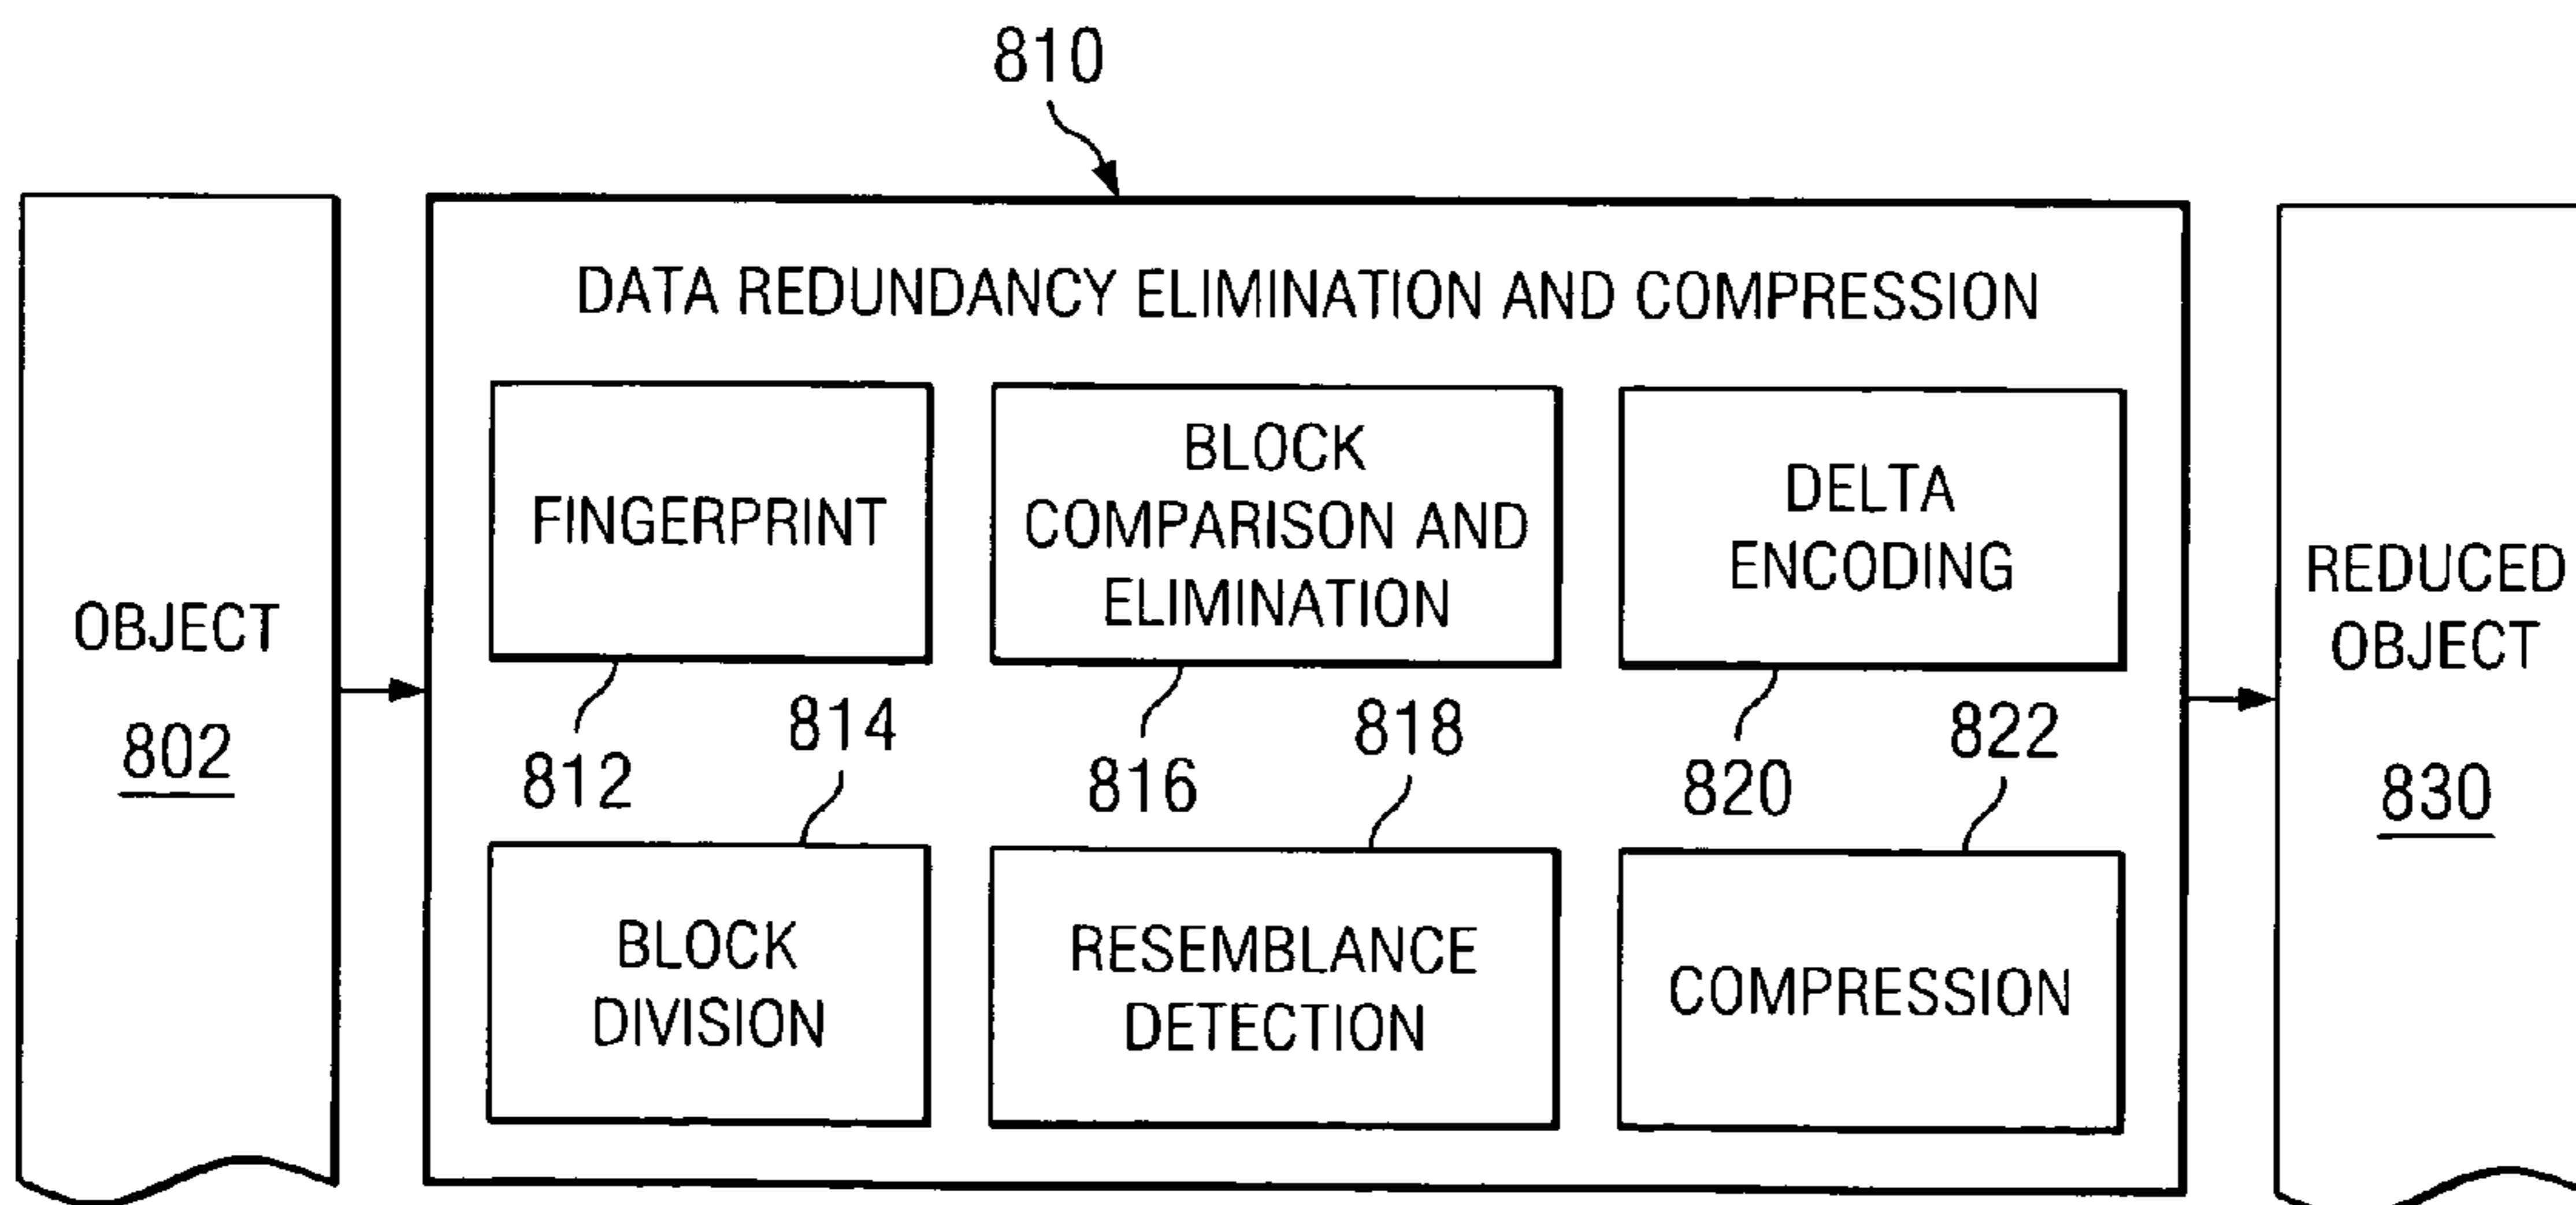 810
DATA REDUNDANCY ELIMINATION AND COMPRESSION
OBJECT
802
FINGERPRINT
812
BLOCK
COMPARISON AND
ELIMINATION
816
DELTA
ENCODING
820
814
BLOCK
DIVISION
818
RESEMBLANCE
DETECTION
822
COMPRESSION
REDUCED
OBJECT
830